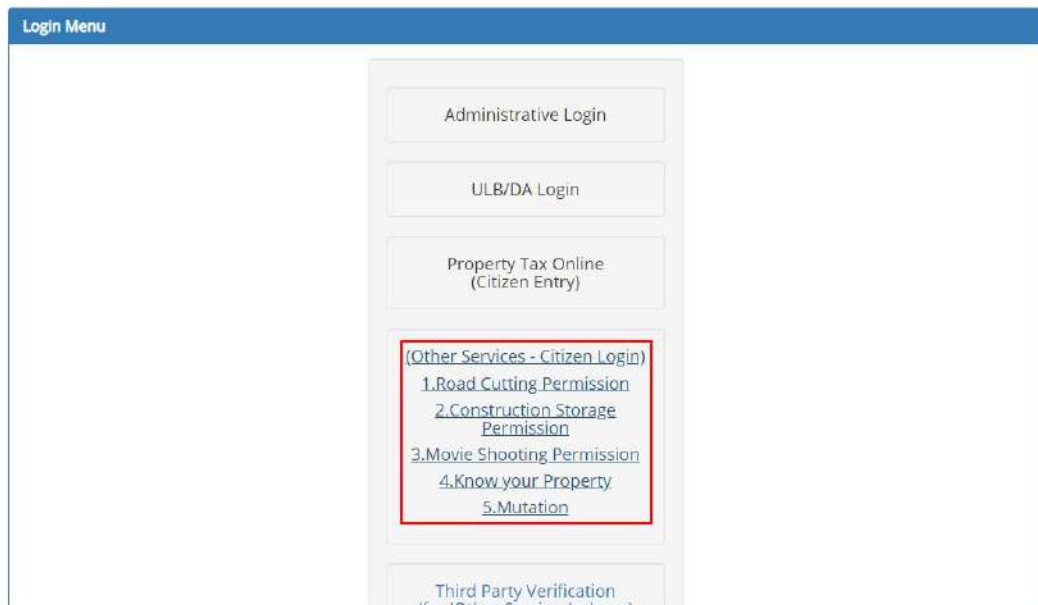 Login Menu
Administrative Login
ULB/DA Login
Property Tax Online
(Citizen Entry)
(Other Services - Citizen Login)
1.Road Cutting Permission
2.Construction Storage
Permission
3.Movie Shooting Permission
4.Know your Property
5.Mutation
Third Party Verification